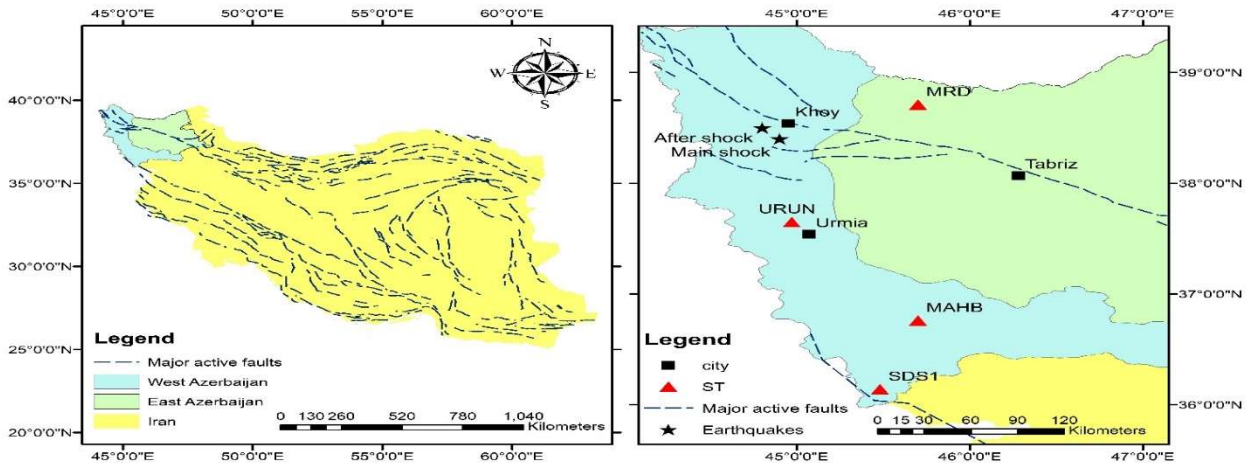 45°0'0"E 50°0'0"E 55°0'0"E 60°0'0"E
N
W E
S
40°0'0"N
35°0'0"N
30°0'0"N
25°0'0"N
20°0'0"N
Legend
Major active faults
West Azerbaijan
East Azerbaijan
Iran
0 130 260 520 780 1,040
Kilometers
45°0'0"E 50°0'0"E 55°0'0"E 60°0'0"E
45°0'0"E 46°0'0"E 47°0'0"E
39°0'0"N
38°0'0"N
37°0'0"N
36°0'0"N
MRD
Khoy
After shock
Main shock
Tabriz
URUN
Urmia
MAHB
SDS1
Legend
city
ST
Major active faults
Earthquakes
0 15 30 60 90 120
Kilometers
45°0'0"E 46°0'0"E 47°0'0"E